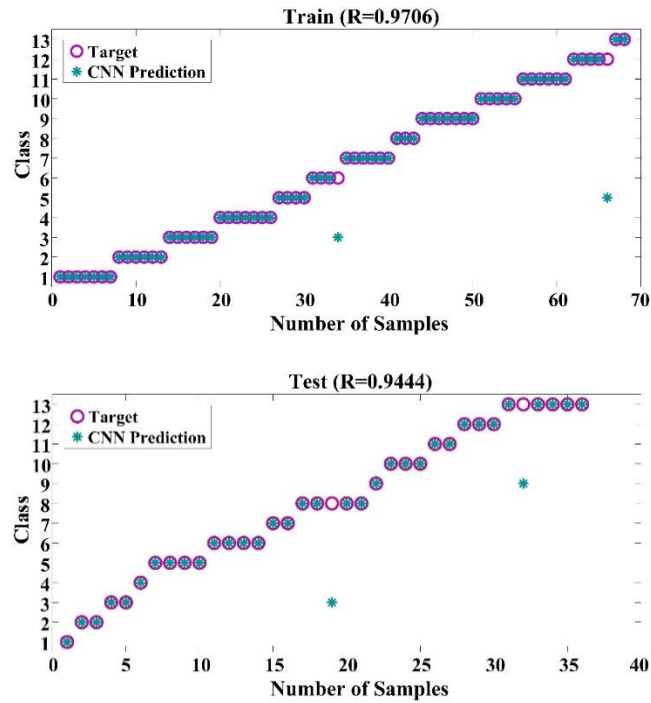 Train (R=0.9706)
Target
CNN Prediction
Class
13
12
11
10
9
8
7
6
5
4
3
2
1
0 10 20 30 40 50 60 70
Number of Samples
Test (R=0.9444)
Target
CNN Prediction
Class
13
12
11
10
9
8
7
6
5
4
3
2
1
0 5 10 15 20 25 30 35 40
Number of Samples